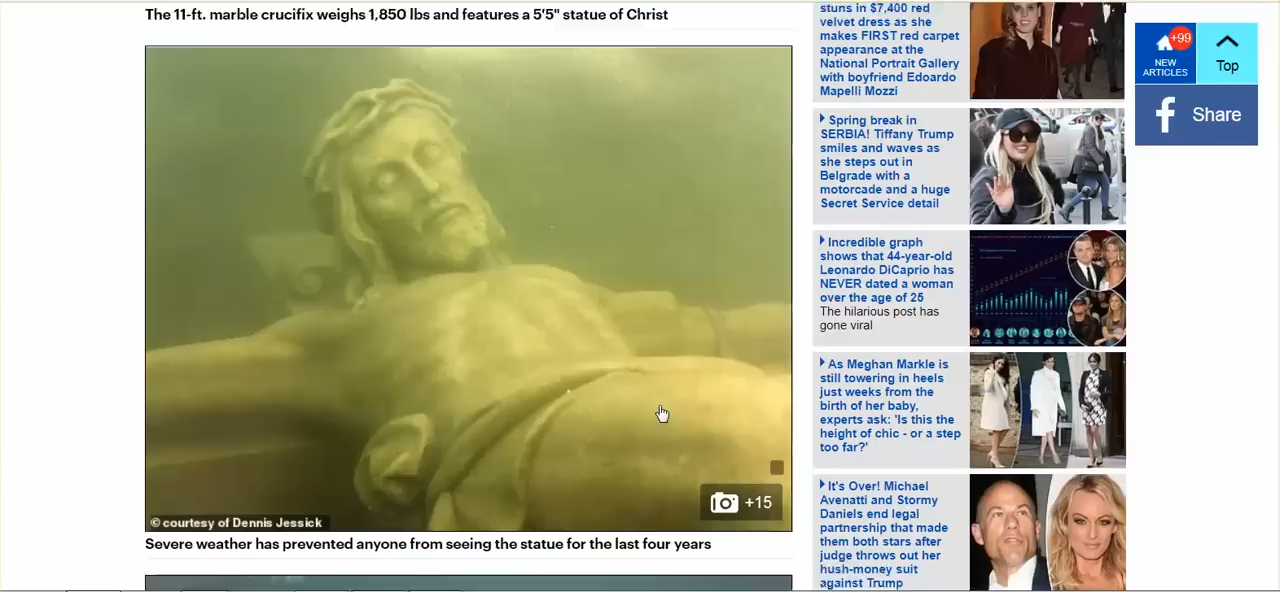 The 11-ft. marble crucifix weighs 1,850 lbs and features a 5'5" statue of Christ
© courtesy of Dennis Jessick
+15
Severe weather has prevented anyone from seeing the statue for the last four years
stuns in $7,400 red
velvet dress as she
makes FIRST red carpet
appearance at the
National Portrait Gallery
with boyfriend Edoardo
Mapelli Mozzi
Spring break in
SERBIA! Tiffany Trump
smiles and waves as
she steps out in
Belgrade with a
motorcade and a huge
Secret Service detail
Incredible graph
shows that 44-year-old
Leonardo DiCaprio has
NEVER dated a woman
over the age of 25
The hilarious post has
gone viral
As Meghan Markle is
still towering in heels
just weeks from the
birth of her baby,
experts ask: 'Is this the
height of chic - or a step
too far?'
It's Over! Michael
Avenatti and Stormy
Daniels end legal
partnership that made
them both stars after
judge throws out her
hush-money suit
against Trump
+99
NEW
ARTICLES
Top
f Share